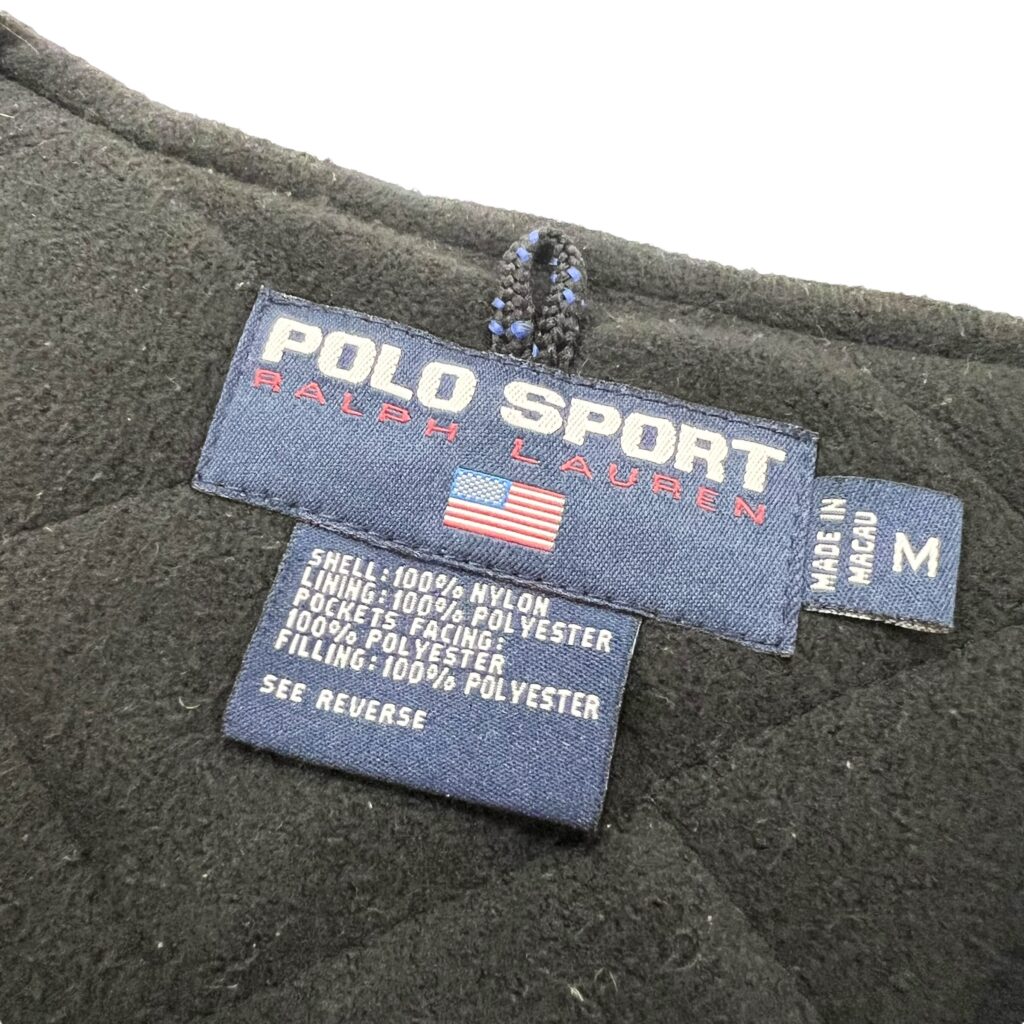 POLO SPORT
RALPH LAUREN
MADE IN
MACAU
M
SHELL:100% NYLON
LINING:100% POLYESTER
POCKETS FACING:
100% POLYESTER
FILLING:100% POLYESTER
SEE REVERSE